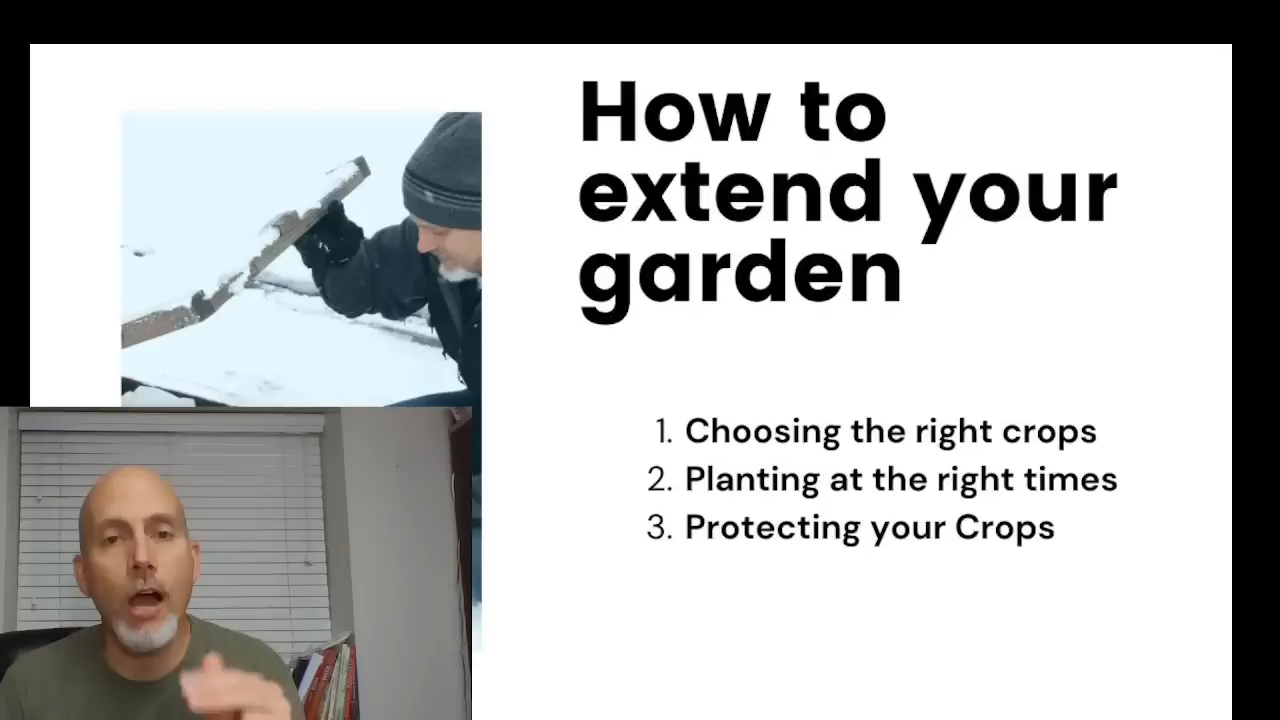 How to
extend your
garden
1. Choosing the right crops
2. Planting at the right times
3. Protecting your Crops